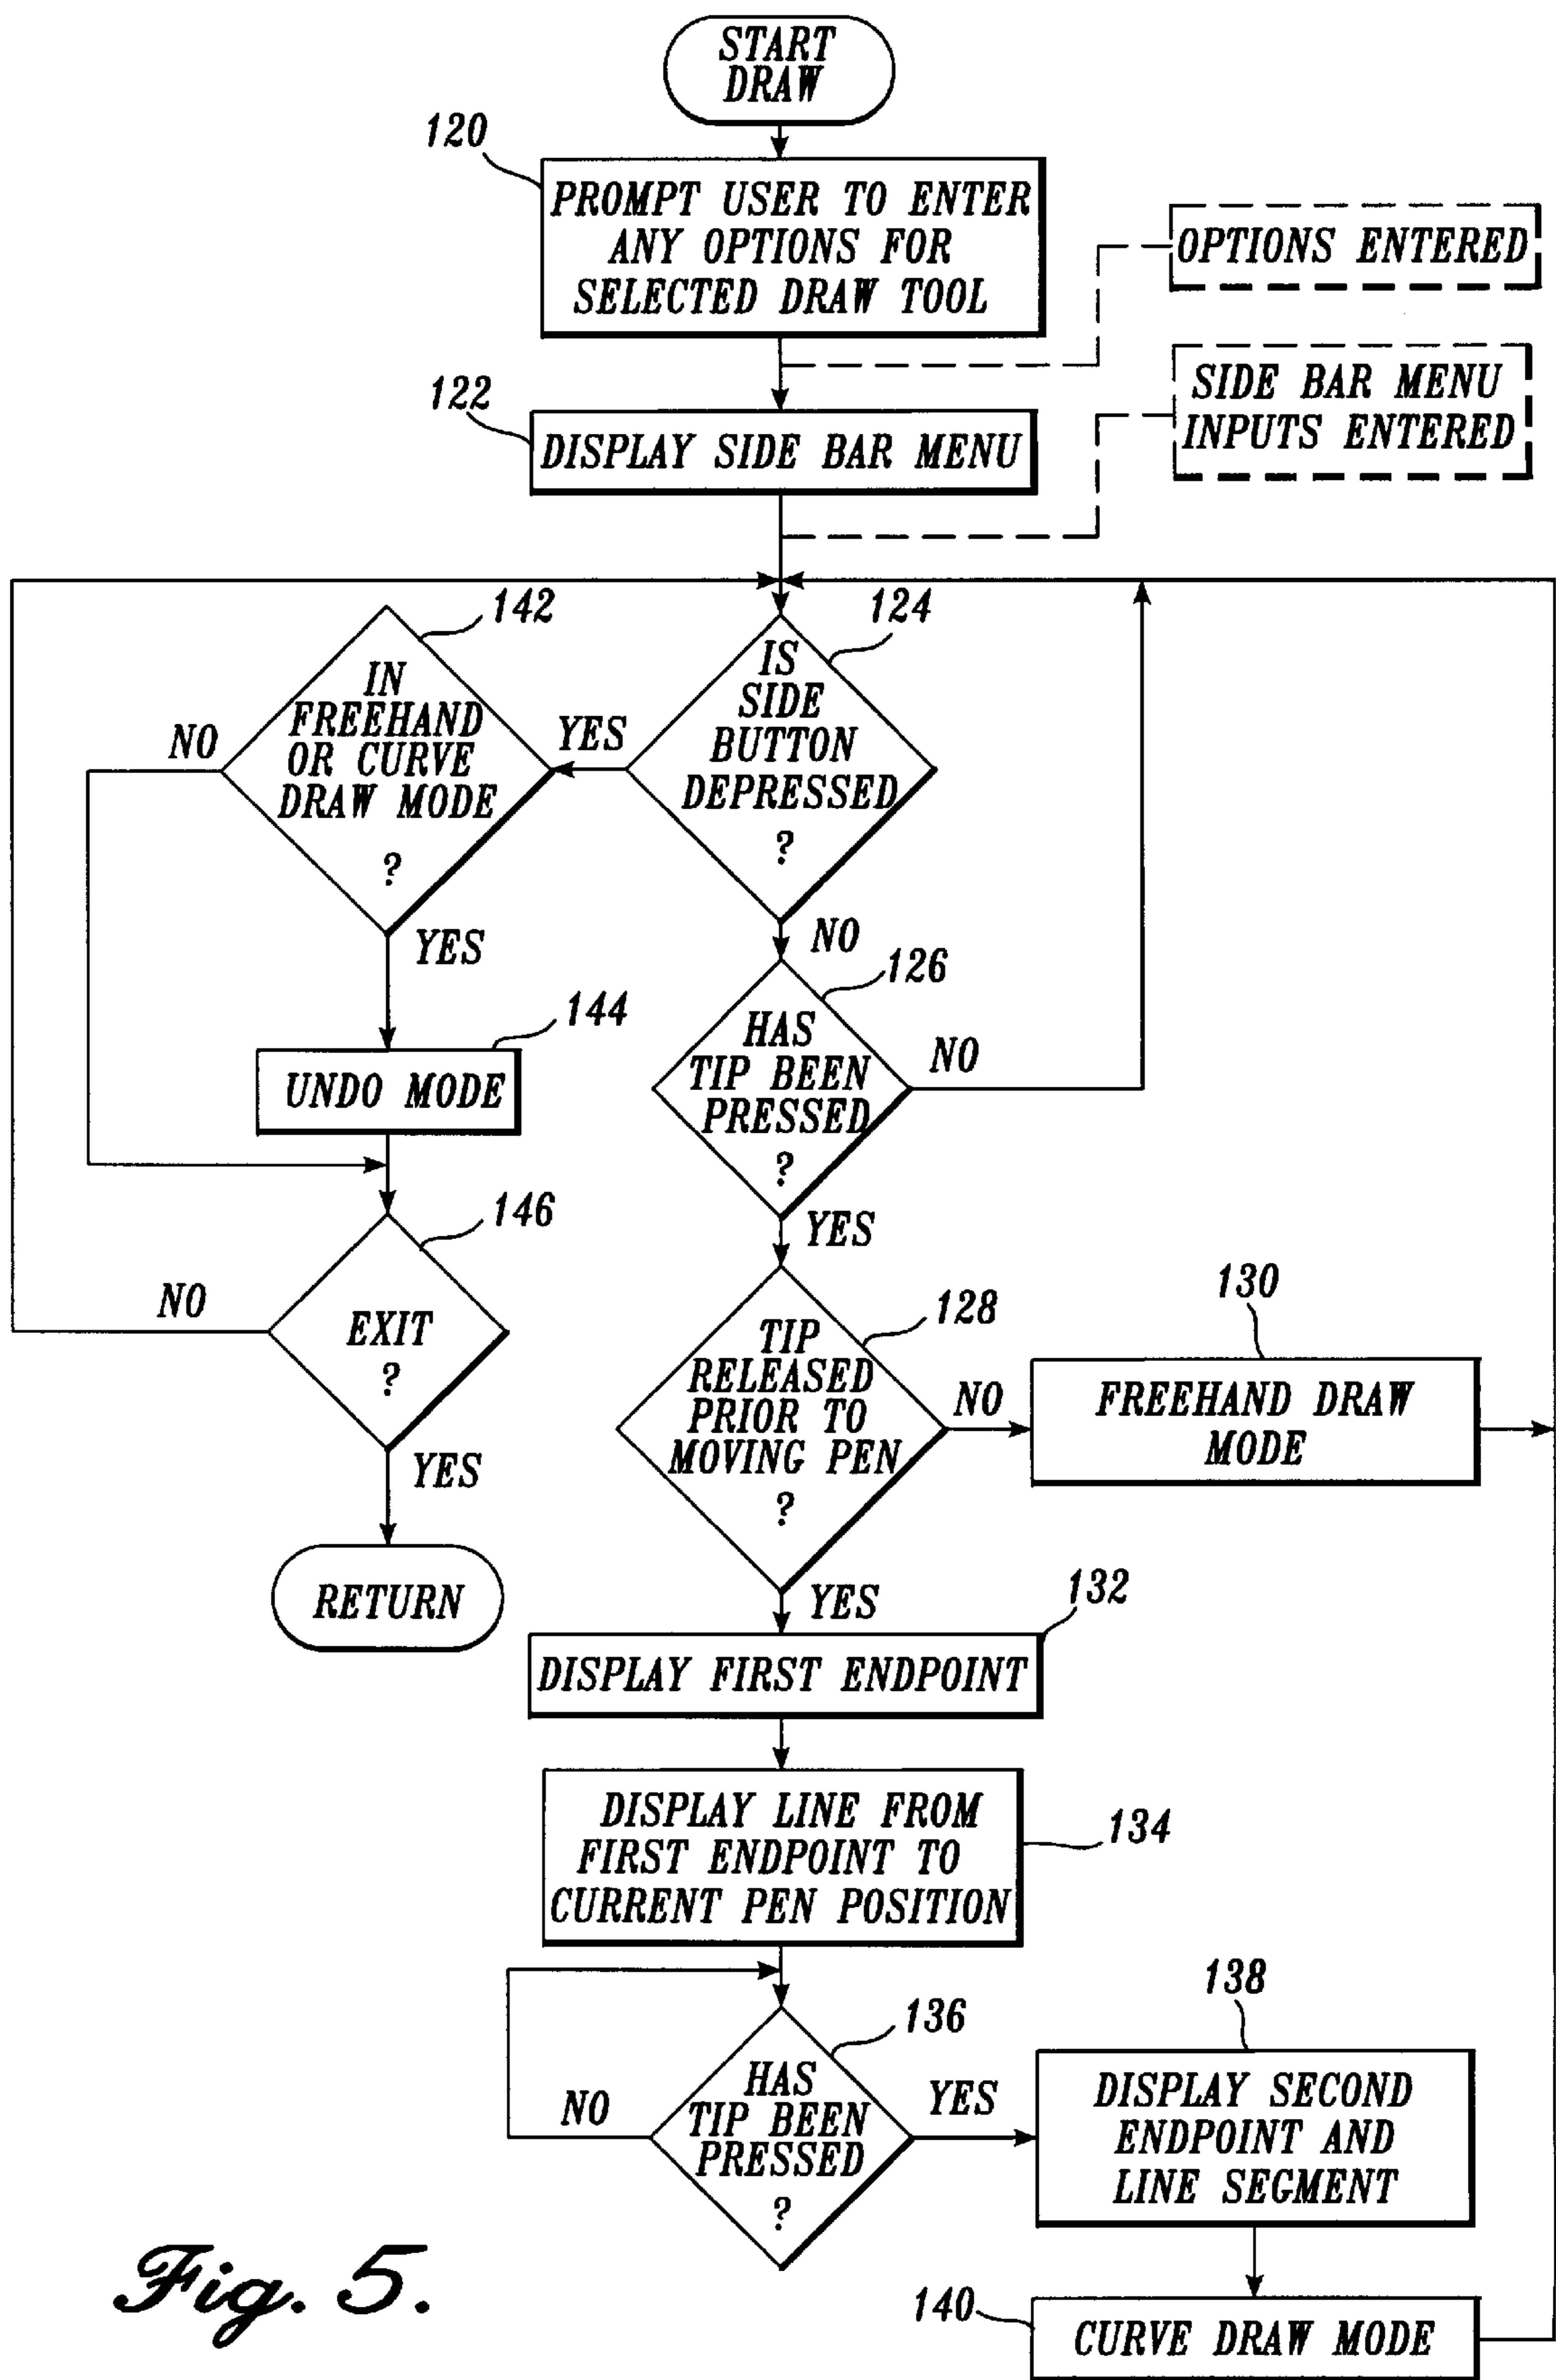 START
DRAW
120
PROMPT USER TO ENTER
ANY OPTIONS FOR
SELECTED DRAW TOOL
OPTIONS ENTERED
SIDE BAR MENU
INPUTS ENTERED
122
DISPLAY SIDE BAR MENU
142
124
IN
FREEHAND
OR CURVE
DRAW MODE
?
NO
YES
IS
SIDE
BUTTON
DEPRESSED
?
YES
NO
126
144
UNDO MODE
HAS
TIP BEEN
PRESSED
?
NO
YES
146
NO
EXIT
?
YES
RETURN
128
TIP
RELEASED
PRIOR TO
MOVING PEN
?
NO
130
FREEHAND DRAW
MODE
YES
132
DISPLAY FIRST ENDPOINT
DISPLAY LINE FROM
FIRST ENDPOINT TO
CURRENT PEN POSITION
134
136
138
NO
HAS
TIP BEEN
PRESSED
?
YES
DISPLAY SECOND
ENDPOINT AND
LINE SEGMENT
140
CURVE DRAW MODE
Fig. 5.